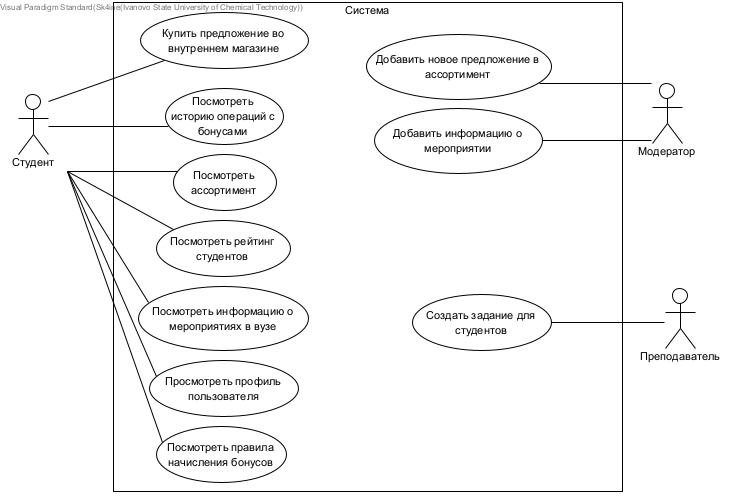 Visual Paradigm Standard(Sk4ine(Ivanovo State University of Chemical Technology))
Система
Купить предложение во
внутреннем магазине
Посмотреть
историю операций с
бонусами
Студент
Посмотреть
ассортимент
Посмотреть рейтинг
студентов
Посмотреть информацию о
мероприятиях в вузе
Просмотреть профиль
пользователя
Посмотреть правила
начисления бонусов
Добавить новое предложение в
ассортимент
Добавить информацию о
мероприятии
Модератор
Создать задание для
студентов
Преподаватель